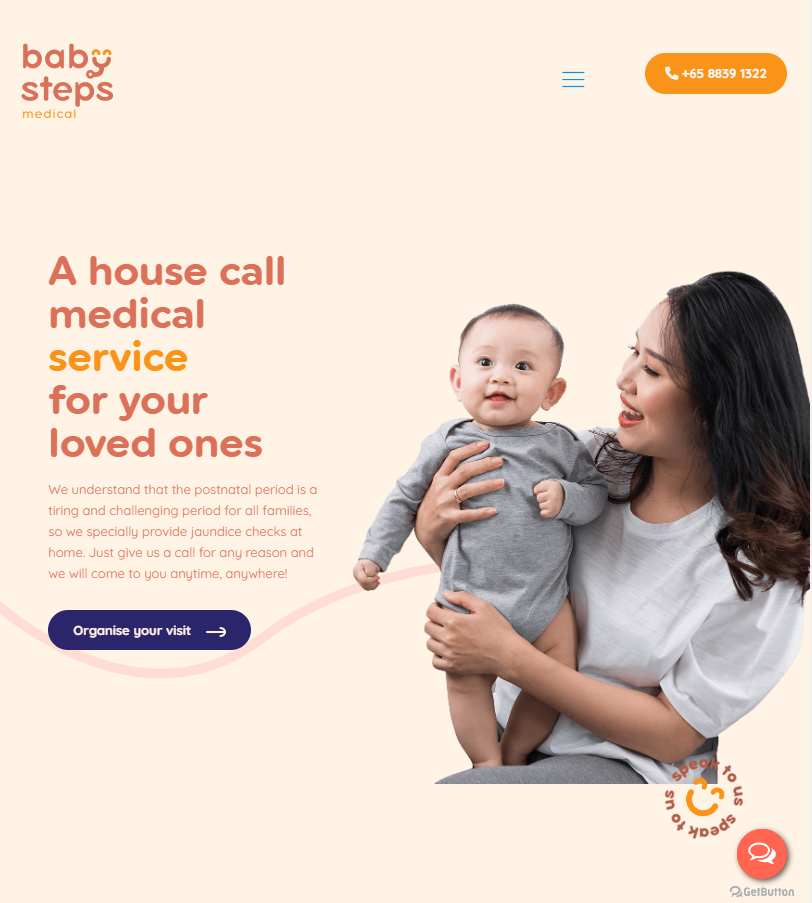 baby
steps
medical
+65 8839 1322
A house call
medical
service
for your
loved ones
We understand that the postnatal period is a
tiring and challenging period for all families,
so we specially provide jaundice checks at
home. Just give us a call for any reason and
we will come to you anytime, anywhere!
Organise your visit
speak to us speak to us
GetButton